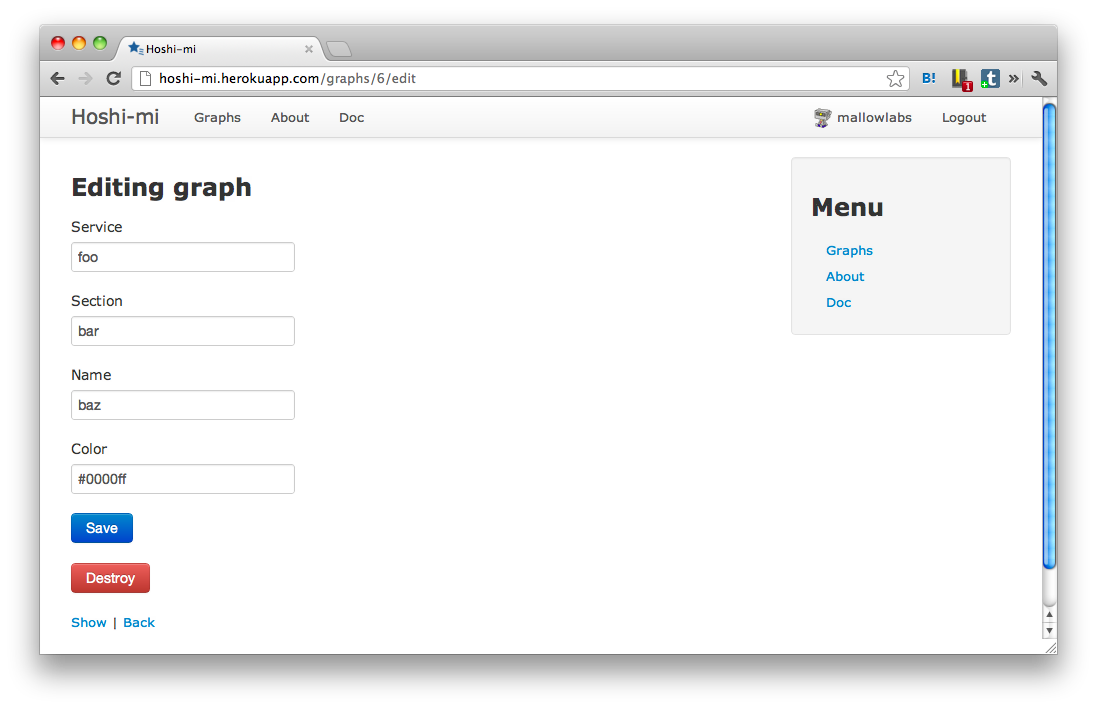 Hoshi-mi
hoshi-mi.herokuapp.com/graphs/6/edit
B!
1
t
»
Hoshi-mi Graphs About Doc mallowlabs Logout
Editing graph
Service
foo
Section
bar
Name
baz
Color
#0000ff
Save
Destroy
Show | Back
Menu
Graphs
About
Doc